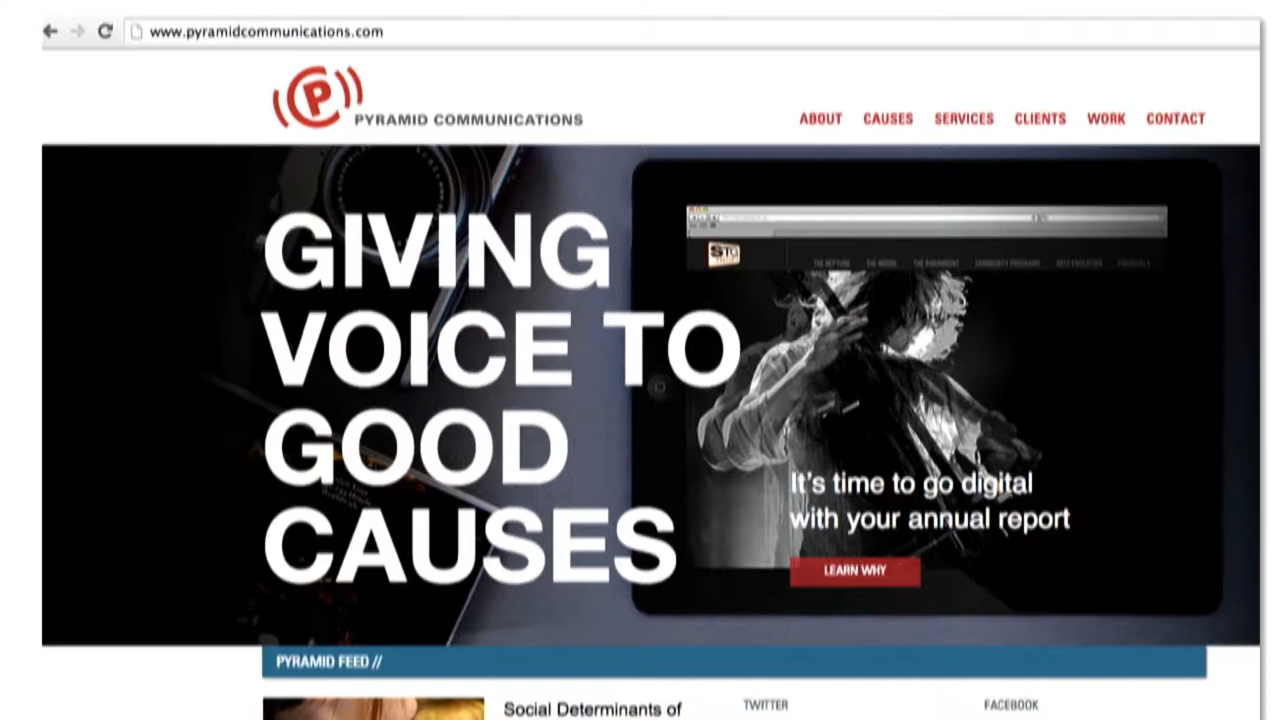 www.pyramidcommunications.com
P
PYRAMID COMMUNICATIONS
ABOUT CAUSES SERVICES CLIENTS WORK CONTACT
GIVING
VOICE TO
GOOD
CAUSES
It's time to go digital
with your annual report
LEARN WHY
PYRAMID FEED //
Social Determinants of
TWITTER
FACEBOOK